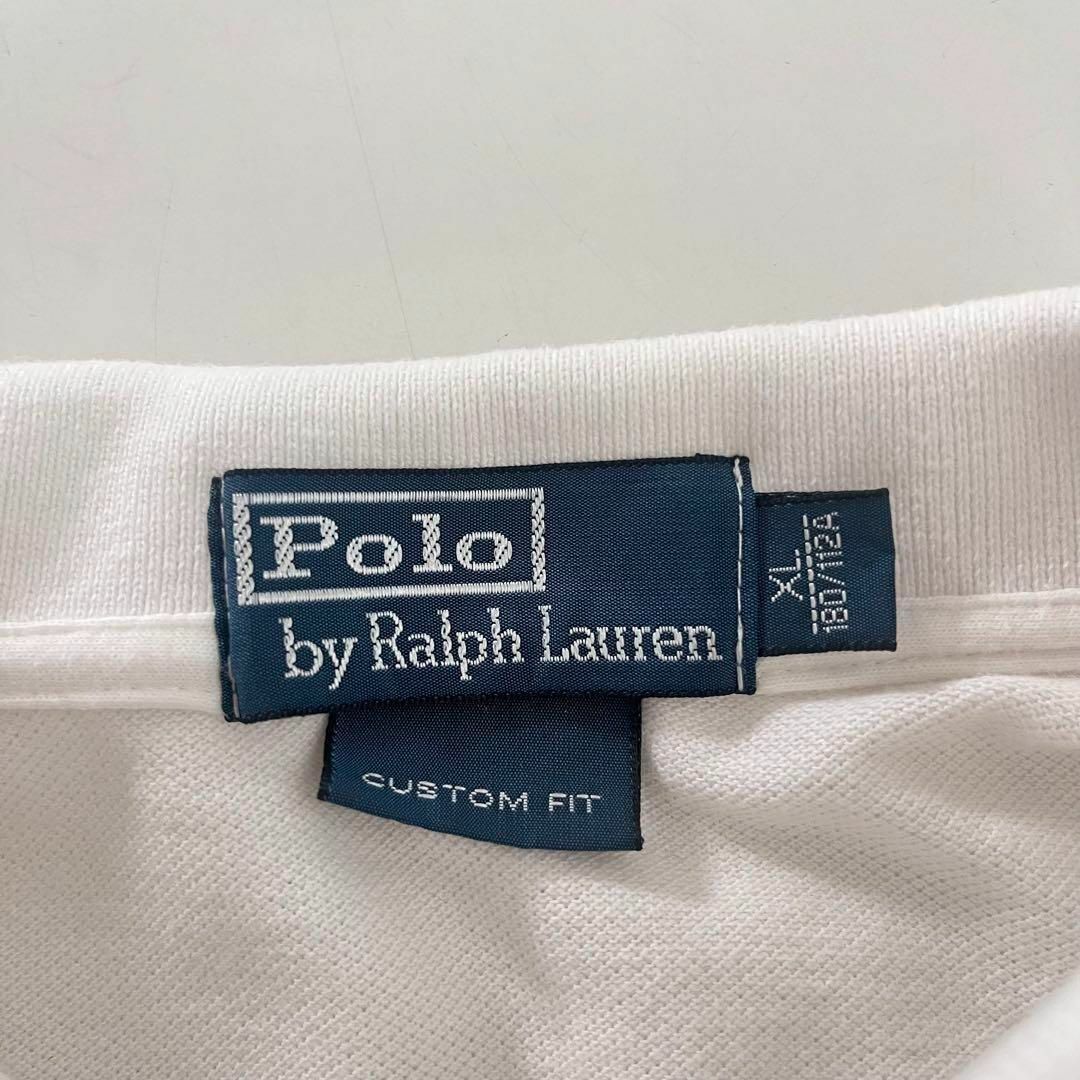 Polo
by Ralph Lauren
XL
180/112A
CUSTOM FIT